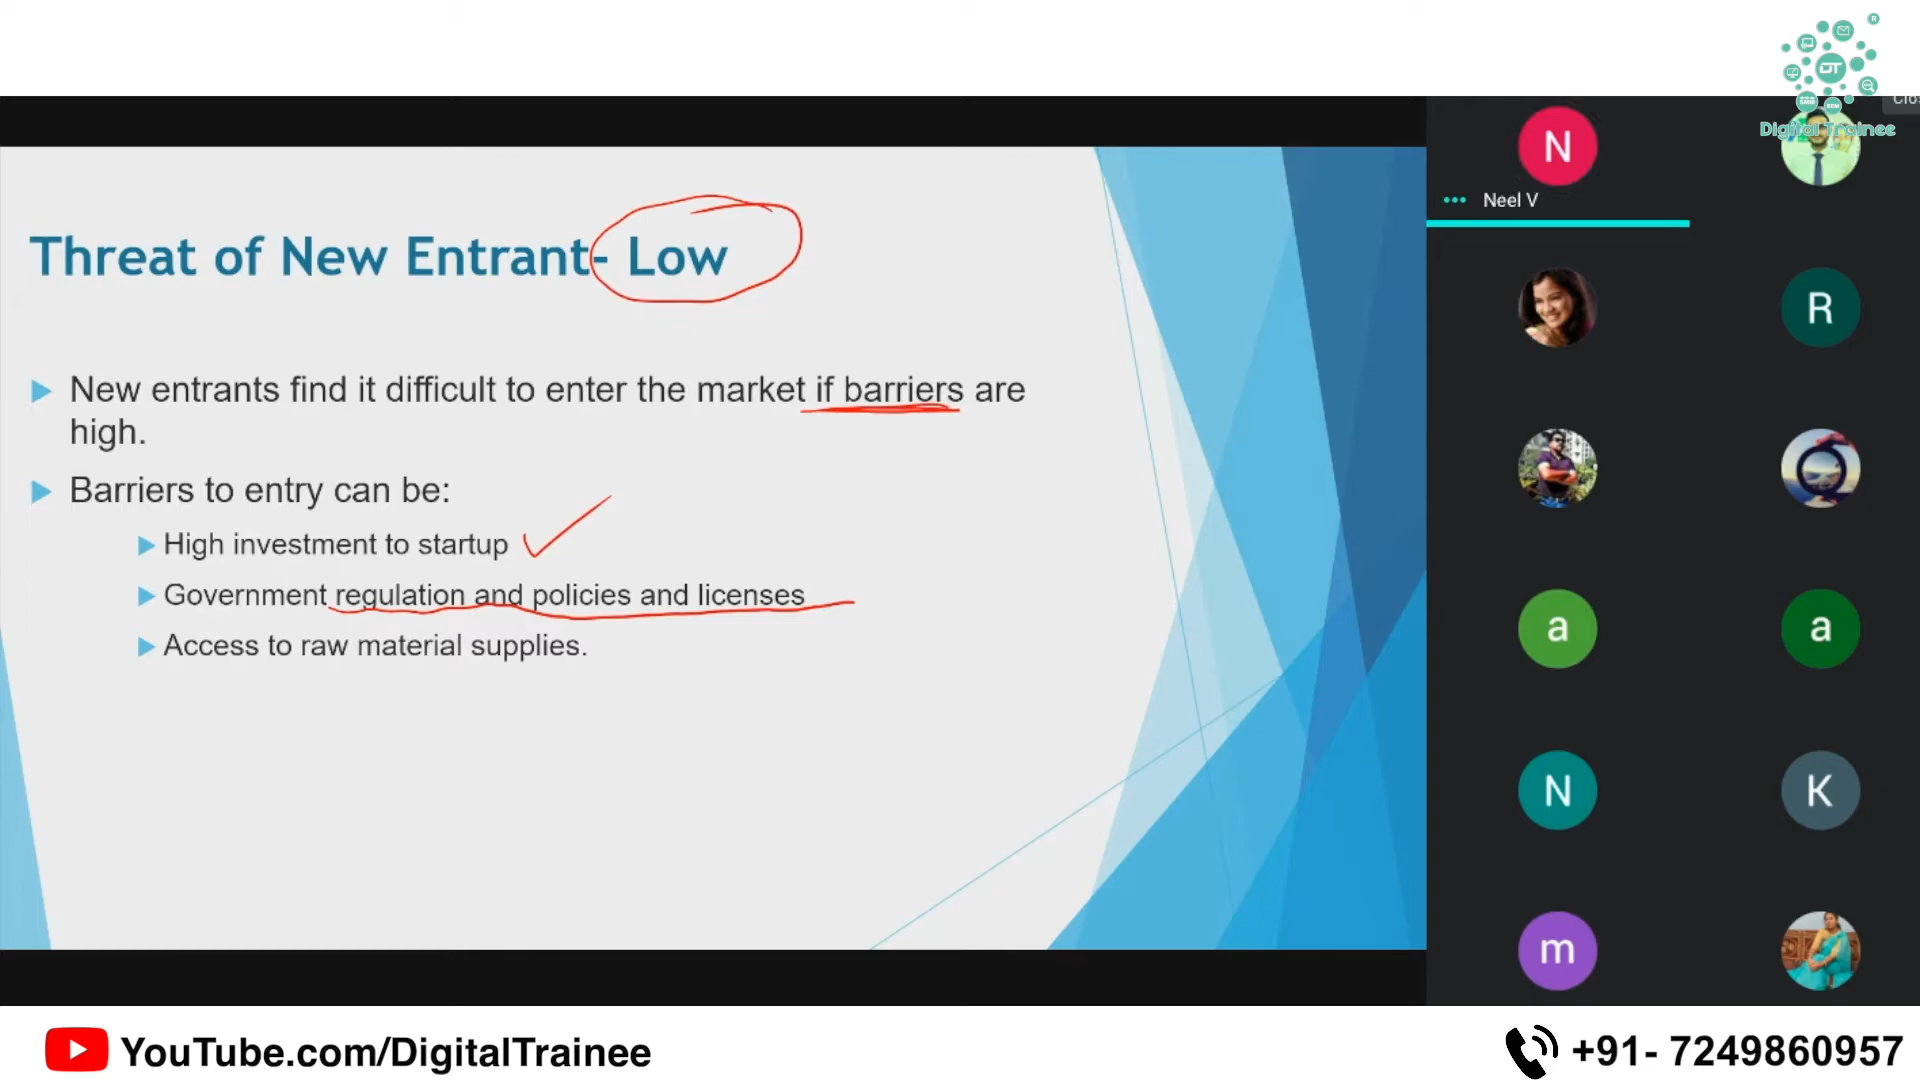 DT
Digital Trainee
Clos
N
Neel V
Threat of New Entrant- Low
New entrants find it difficult to enter the market if barriers are
high.
Barriers to entry can be:
High investment to startup
Government regulation and policies and licenses
Access to raw material supplies.
R
a
a
N
K
m
YouTube.com/DigitalTrainee
+91- 7249860957